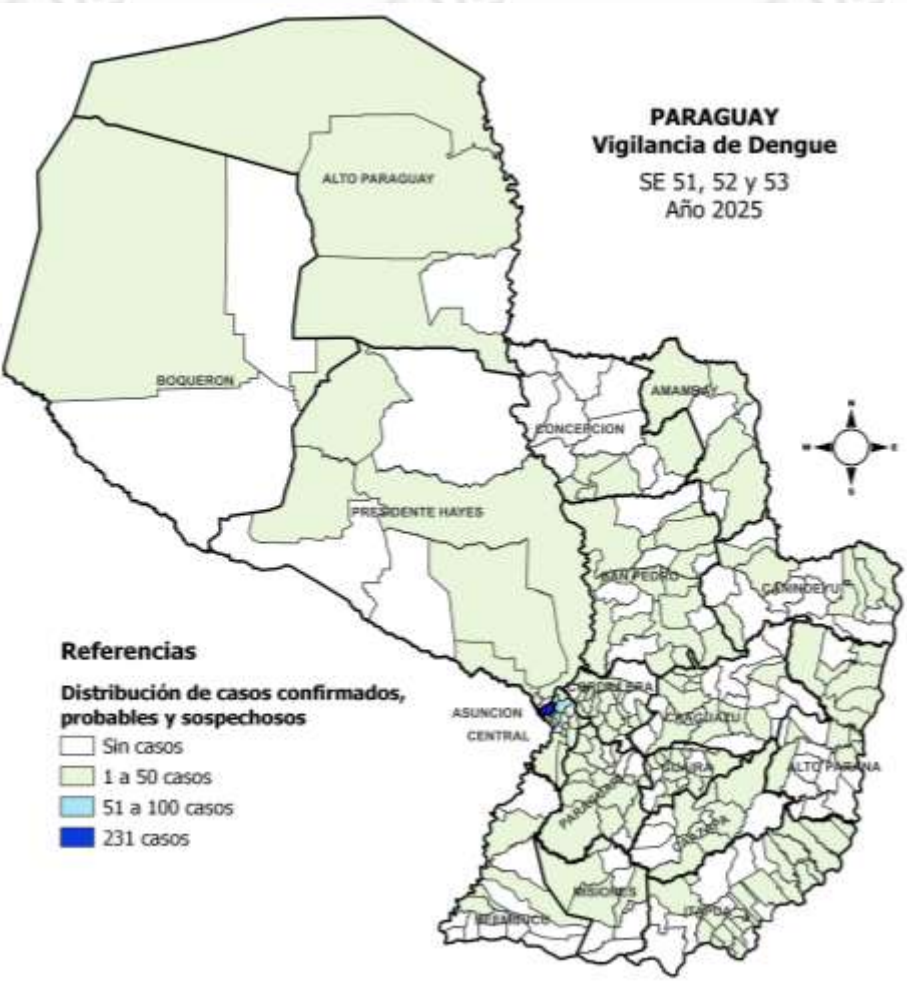 PARAGUAY
Vigilancia de Dengue
SE 51, 52 y 53
Año 2025
ALTO PARAGUAY
BOQUERON
AMAMBAY
CONCEPCION
N
W
E
S
PRESIDENTE HAYES
SAN PEDRO
CANINDEYU
Referencias
Distribución de casos confirmados,
probables y sospechosos
Sin casos
1 a 50 casos
51 a 100 casos
231 casos
CORDILLERA
ASUNCION
CENTRAL
CAAGUAZU
GUAIRA
ALTO PARANA
PARAGUARI
CAAZAPA
MISIONES
ITAPUA
ÑEEMBUCU